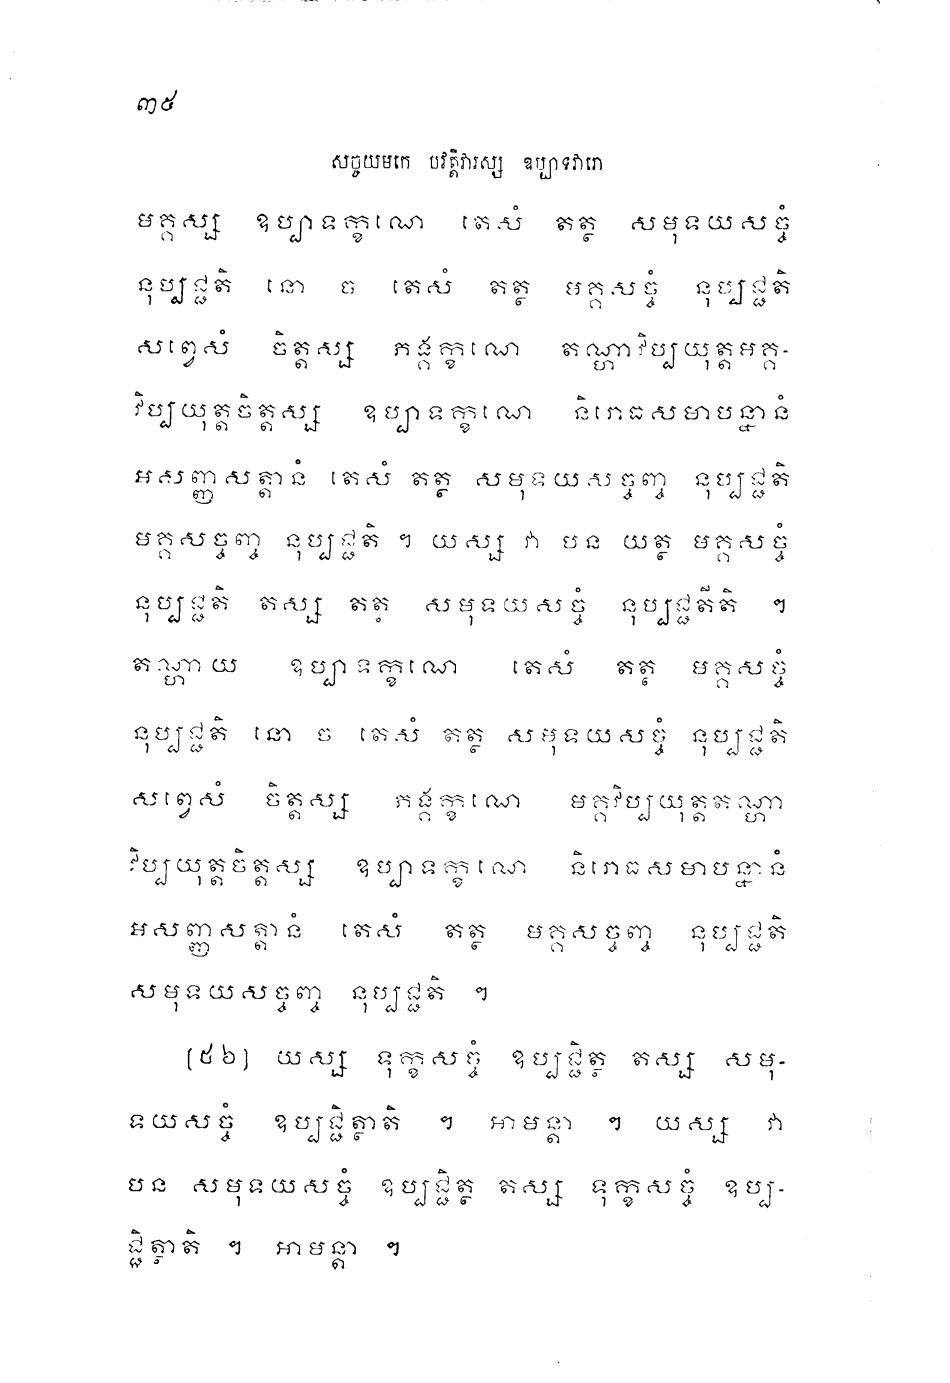 ៣៥
សច្ចយមកេ បវត្តិវារស្ស ឧប្បាទវារោ
មគ្គស្ស ឧប្បាទក្ខណេ តេសំ តត្ថ សមុទយសច្ចំ
នុប្បជ្ជតិ នោ ច តេសំ តត្ថ មគ្គសច្ចំ នុប្បជ្ជតិ
សព្វេសំ ចិត្តស្ស ភង្គក្ខណេ តណ្ហាវិប្បយុត្តមគ្គ-
វិប្បយុត្តចិត្តស្ស ឧប្បាទក្ខណេ និរោធសមាបន្នានំ
អសញ្ញសត្តានំ តេសំ តត្ថ សមុទយសច្ចញ្ច នុប្បជ្ជតិ
មគ្គសច្ចញ្ច នុប្បជ្ជតិ ។ យស្ស វា បន យត្ថ មគ្គសច្ចំ
នុប្បជ្ជតិ តស្ស តត្ថ សមុទយសច្ចំ នុប្បជ្ជតីតិ ។
តណ្ហាយ ឧប្បាទក្ខណេ តេសំ តត្ថ មគ្គសច្ចំ
នុប្បជ្ជតិ នោ ច តេសំ តត្ថ សមុទយសច្ចំ នុប្បជ្ជតិ
សព្វេសំ ចិត្តស្ស ភង្គក្ខណេ មគ្គវិប្បយុត្តតណ្ហា
វិប្បយុត្តចិត្តស្ស ឧប្បាទក្ខណេ និរោធសមាបន្នានំ
អសញ្ញសត្តានំ តេសំ តត្ថ មគ្គសច្ចញ្ច នុប្បជ្ជតិ
សមុទយសច្ចញ្ច នុប្បជ្ជតិ ។
[៥៦] យស្ស ទុក្ខសច្ចំ ឧប្បជ្ជិត្ថ តស្ស សមុ-
ទយសច្ចំ ឧប្បជ្ជិត្ថាតិ ។ អាមន្តា ។ យស្ស វា
បន សមុទយសច្ចំ ឧប្បជ្ជិត្ថ តស្ស ទុក្ខសច្ចំ ឧប្ប-
ជ្ជិត្ថាតិ ។ អាមន្តា ។